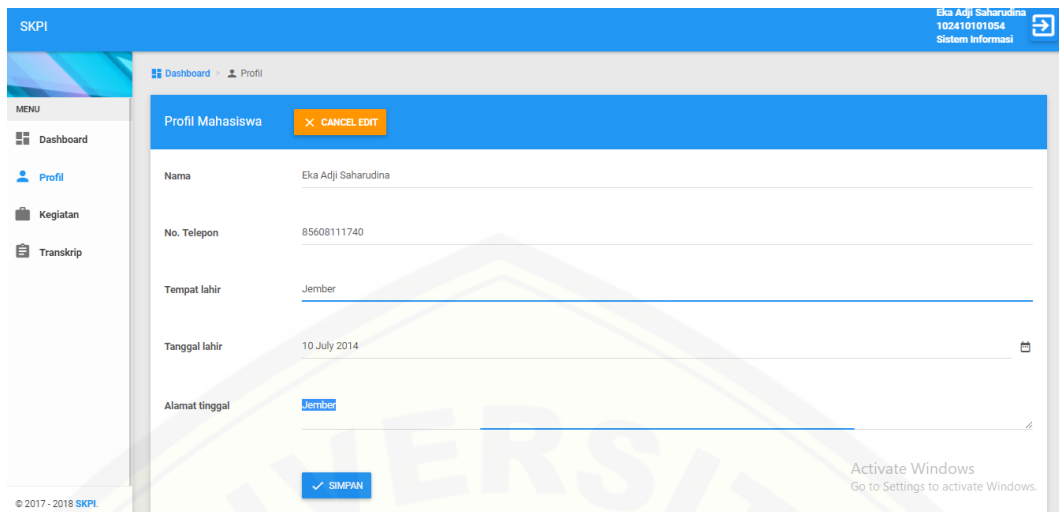 SKPI
Eka Adji Saharudina
102410101054
Sistem Informasi
Dashboard > Profil
MENU
Dashboard
Profil
Kegiatan
Transkrip
© 2017 - 2018 SKPI.
Profil Mahasiswa
CANCEL EDIT
Nama Eka Adji Saharudina
No. Telepon 85608111740
Tempat lahir Jember
Tanggal lahir 10 July 2014
Alamat tinggal Jember
SIMPAN
Activate Windows
Go to Settings to activate Windows.
VERSIT